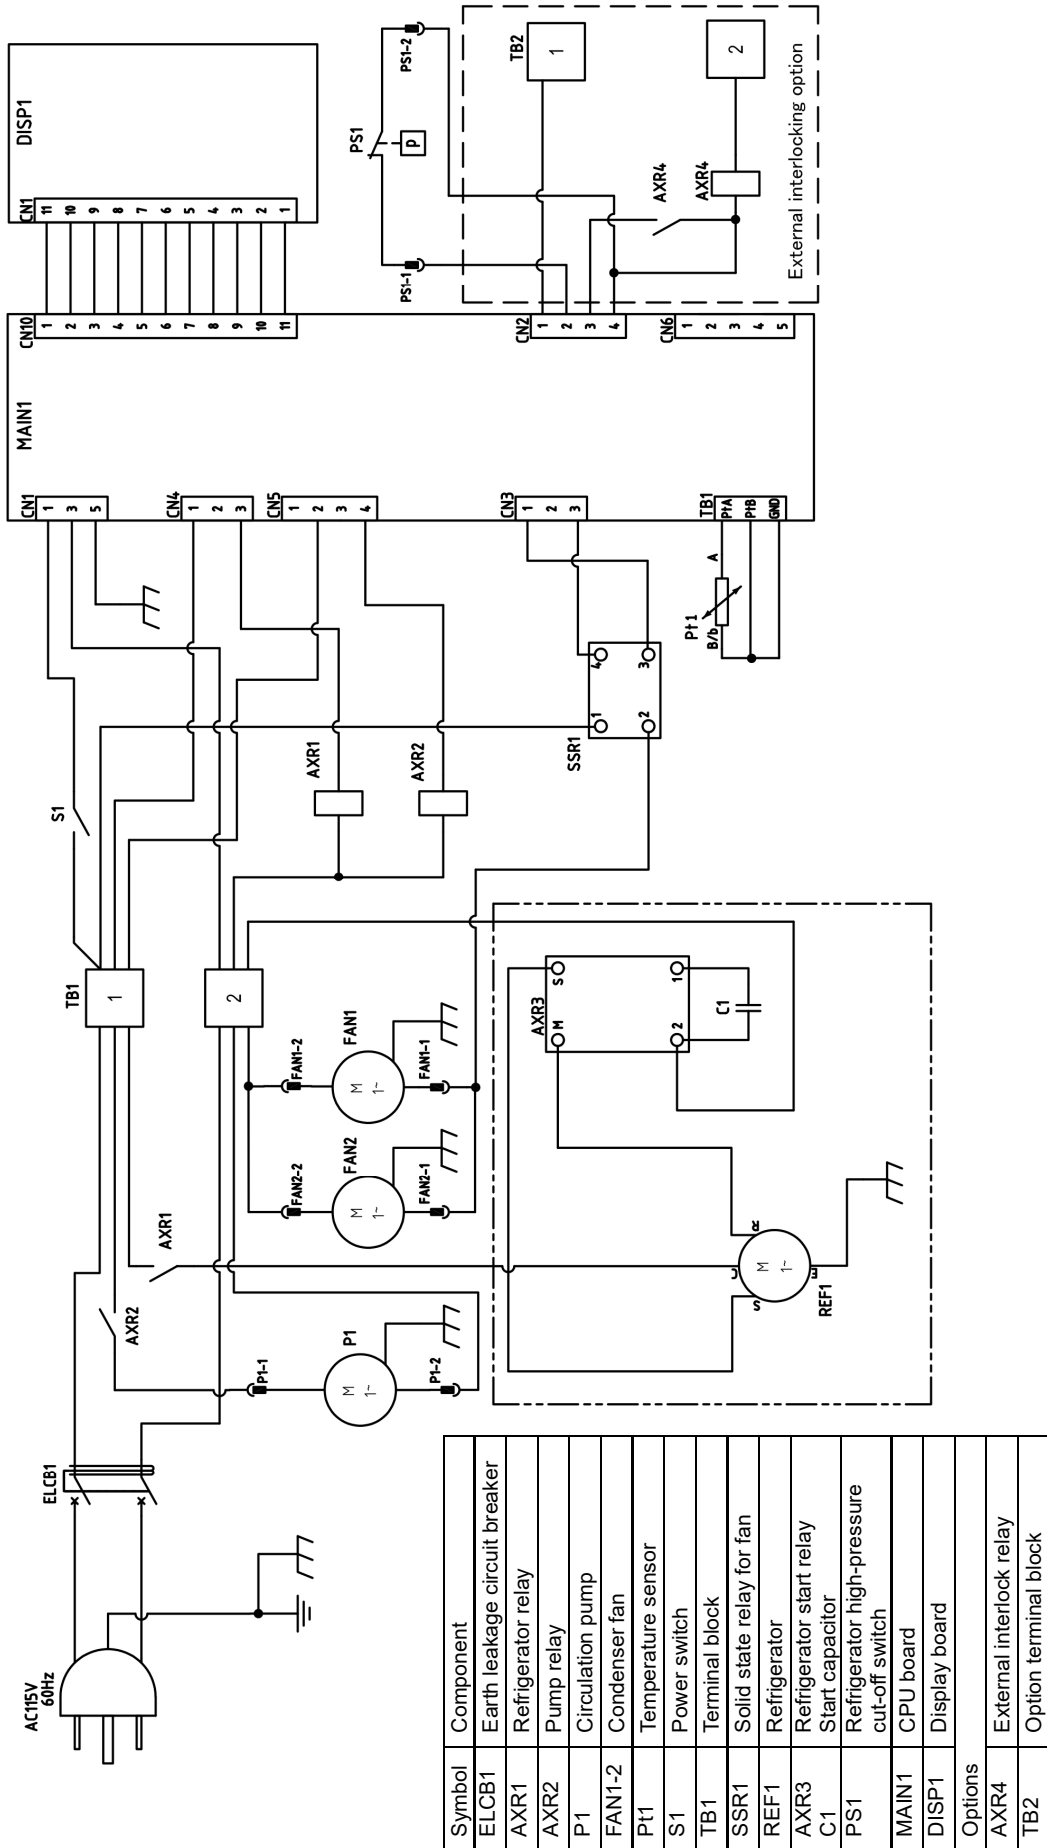 AC115V
60Hz
ELCB1
AXR2
AXR1
P1-1
P1
M
1~
P1-2
TB1
1
2
S1
FAN2-2
FAN2
M
1~
FAN2-1
FAN1-2
FAN1
M
1~
FAN1-1
AXR1
AXR2
SSR1
1
2
3
4
AXR3
M
S
2
1
C1
REF1
M
1~
S
C
R
E
Pt1
A
B/b
MAIN1
CN1
1
3
5
CN4
1
2
3
CN5
1
2
3
4
CN3
1
2
3
TB1
PtA
PtB
GND
CN10
1
2
3
4
5
6
7
8
9
10
11
CN2
1
2
3
4
CN6
1
2
3
4
5
DISP1
CN1
11
10
9
8
7
6
5
4
3
2
1
PS1
P
PS1-1
PS1-2
TB2
1
2
AXR4
AXR4
External interlocking option
Symbol Component
ELCB1 Earth leakage circuit breaker
AXR1 Refrigerator relay
AXR2 Pump relay
P1 Circulation pump
FAN1-2 Condenser fan
Pt1 Temperature sensor
S1 Power switch
TB1 Terminal block
SSR1 Solid state relay for fan
REF1 Refrigerator
AXR3 Refrigerator start relay
C1 Start capacitor
PS1 Refrigerator high-pressure
cut-off switch
MAIN1 CPU board
DISP1 Display board
Options
AXR4 External interlock relay
TB2 Option terminal block